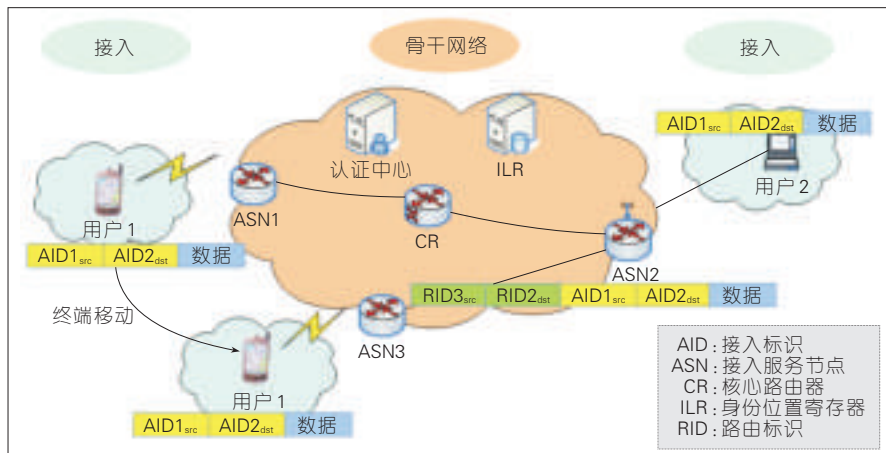 接入
骨干网络
接入
AID1src AID2dst 数据
认证中心
ILR
用户2
ASN1
用户1
CR
AID1src AID2dst 数据
ASN2
RID3src RID2dst AID1src AID2dst 数据
终端移动
ASN3
用户1
AID1src AID2dst 数据
AID:接入标识
ASN:接入服务节点
CR:核心路由器
ILR:身份位置寄存器
RID:路由标识